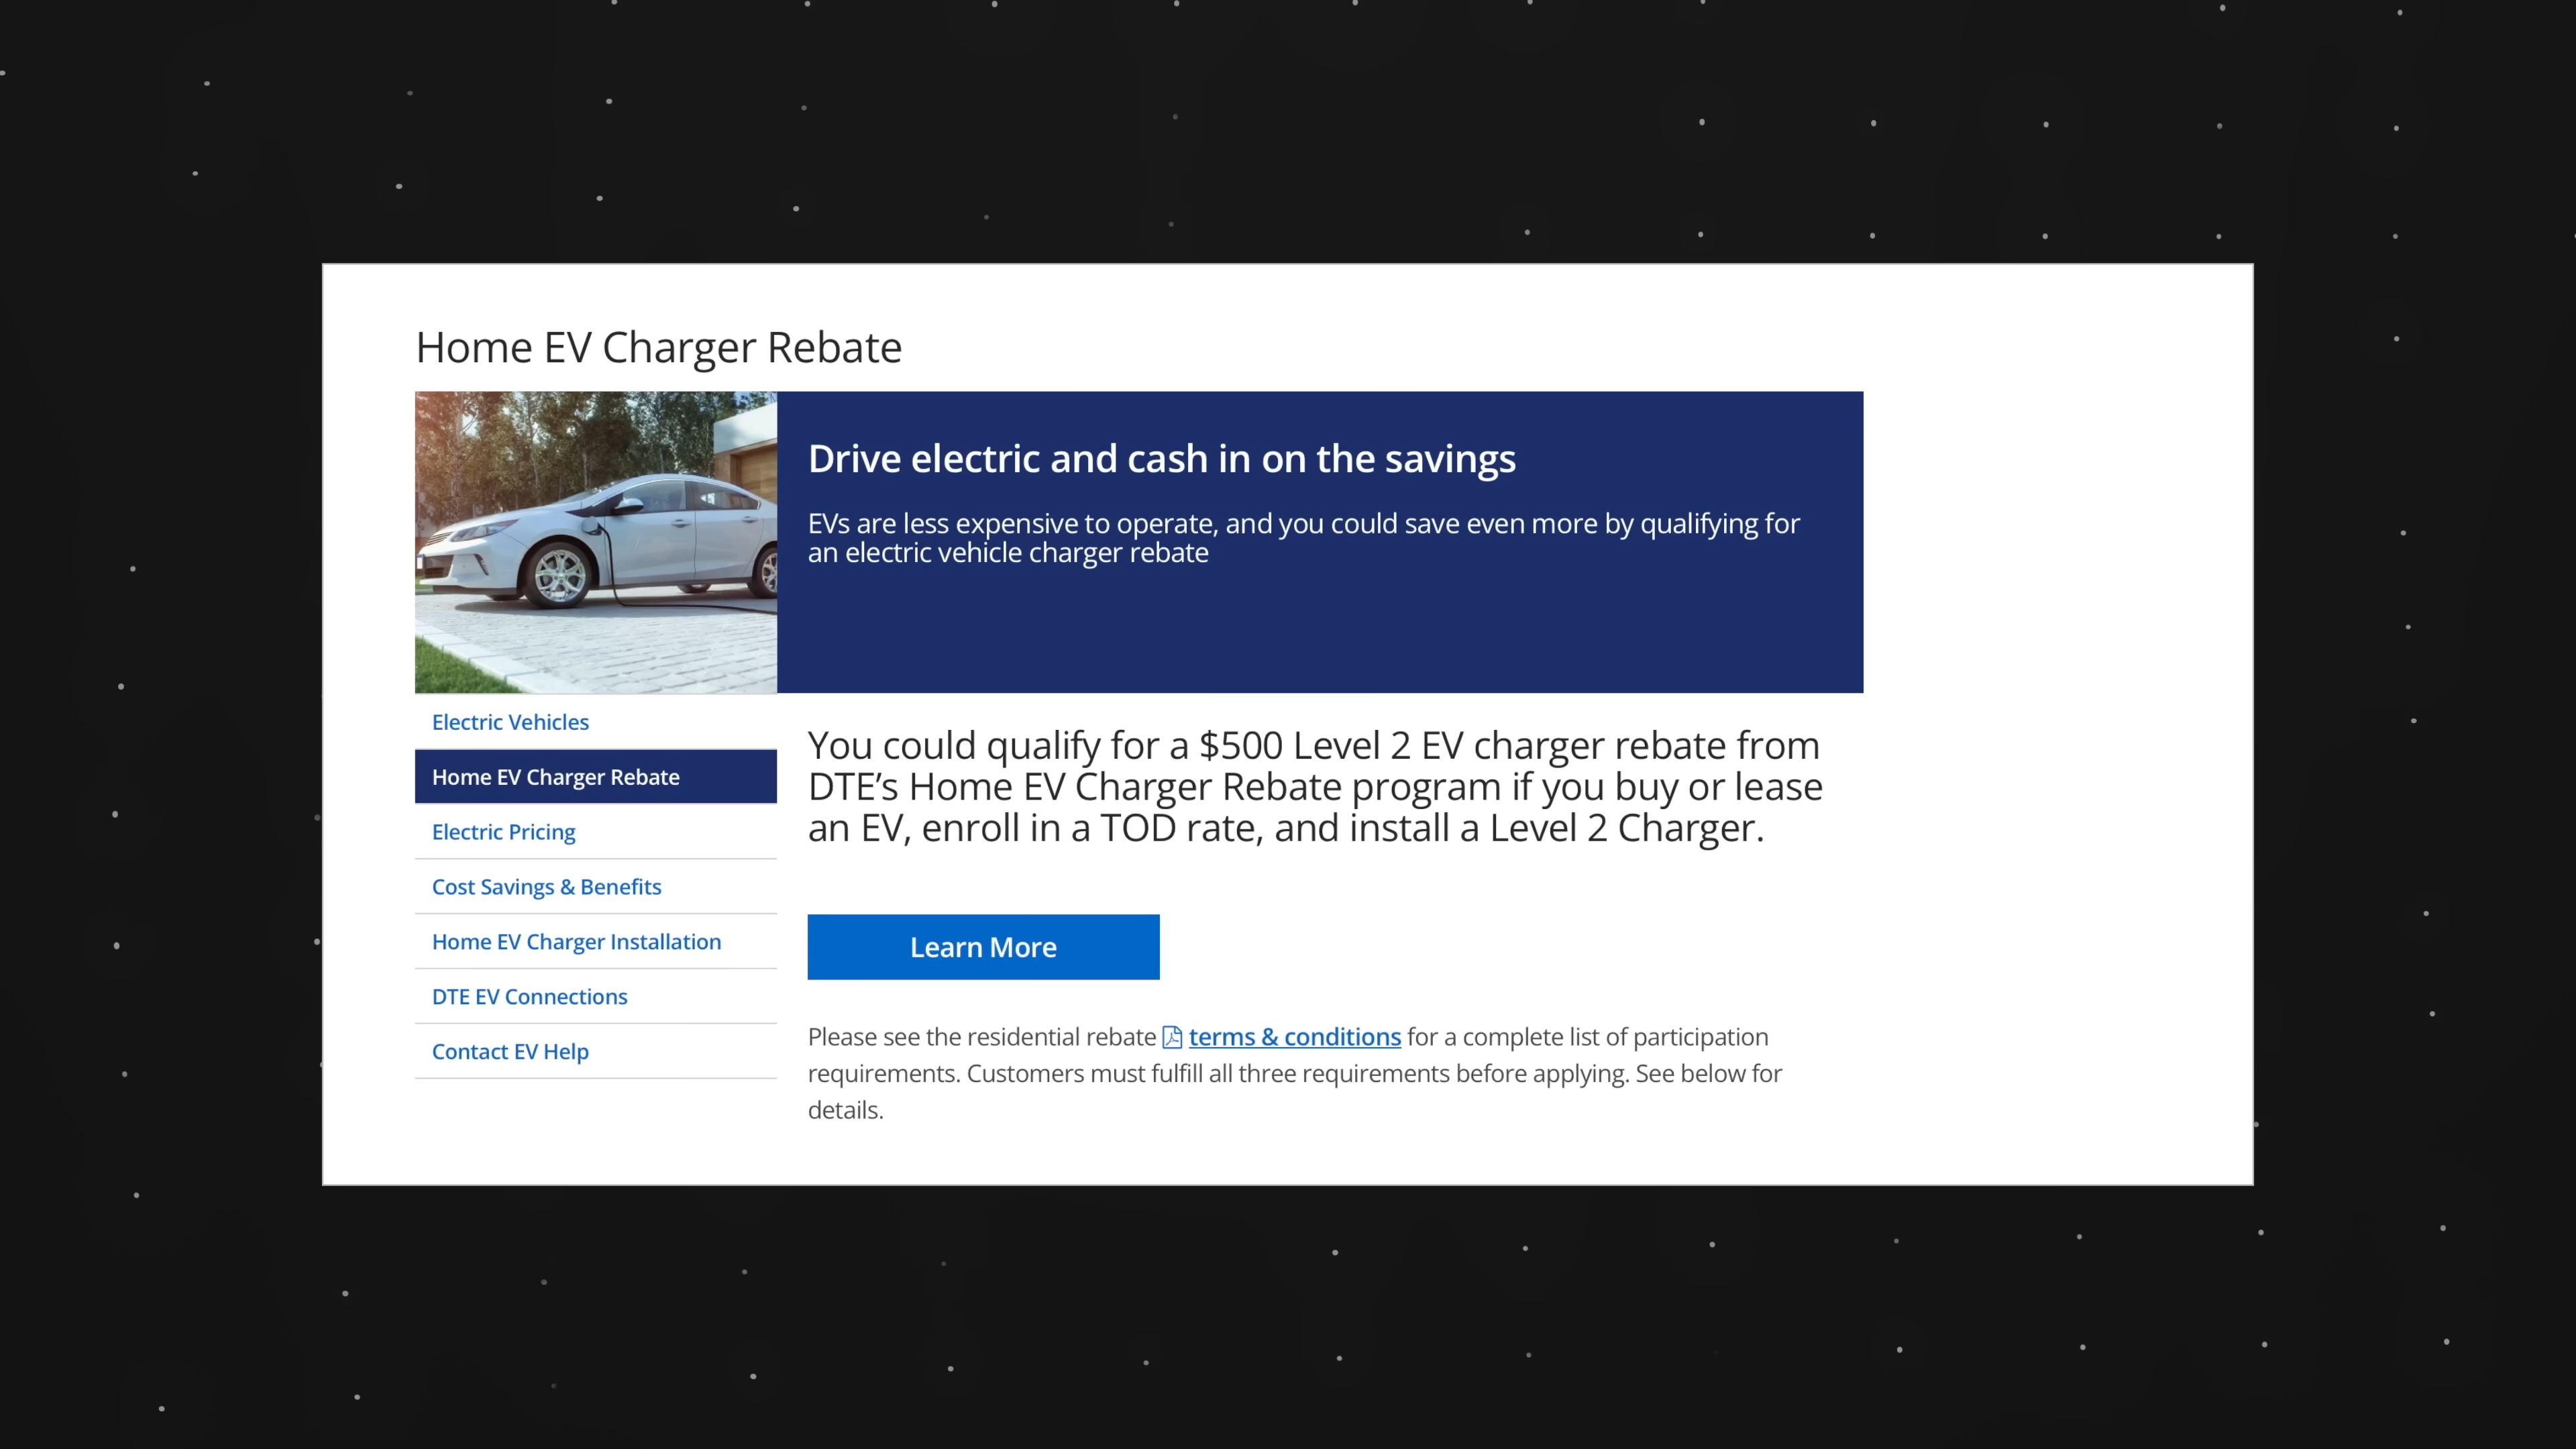 Home EV Charger Rebate
Drive electric and cash in on the savings
EVs are less expensive to operate, and you could save even more by qualifying for
an electric vehicle charger rebate
Electric Vehicles
Home EV Charger Rebate
Electric Pricing
Cost Savings & Benefits
Home EV Charger Installation
DTE EV Connections
Contact EV Help
You could qualify for a $500 Level 2 EV charger rebate from
DTE’s Home EV Charger Rebate program if you buy or lease
an EV, enroll in a TOD rate, and install a Level 2 Charger.
Learn More
Please see the residential rebate terms & conditions for a complete list of participation
requirements. Customers must fulfill all three requirements before applying. See below for
details.